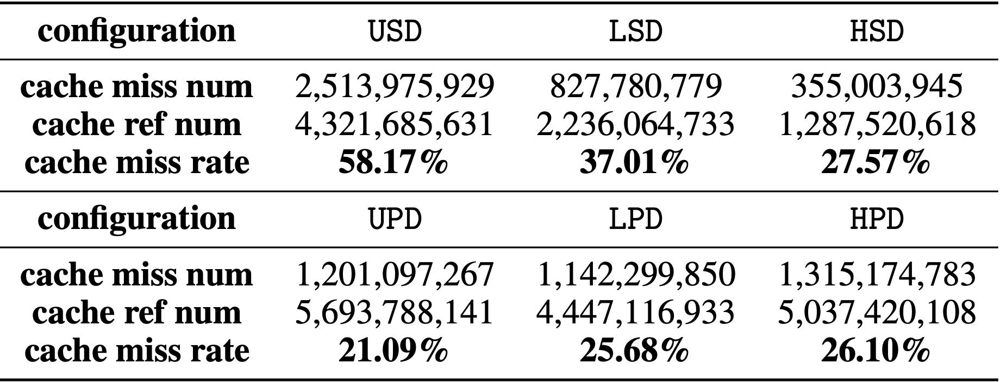 configuration USD LSD HSD
cache miss num 2,513,975,929 827,780,779 355,003,945
cache ref num 4,321,685,631 2,236,064,733 1,287,520,618
cache miss rate 58.17% 37.01% 27.57%
configuration UPD LPD HPD
cache miss num 1,201,097,267 1,142,299,850 1,315,174,783
cache ref num 5,693,788,141 4,447,116,933 5,037,420,108
cache miss rate 21.09% 25.68% 26.10%